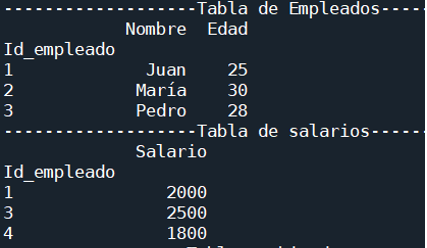 -------------------Tabla de Empleados-----
Nombre Edad
Id_empleado
1 Juan 25
2 María 30
3 Pedro 28
-------------------Tabla de salarios------
Salario
Id_empleado
1 2000
3 2500
4 1800